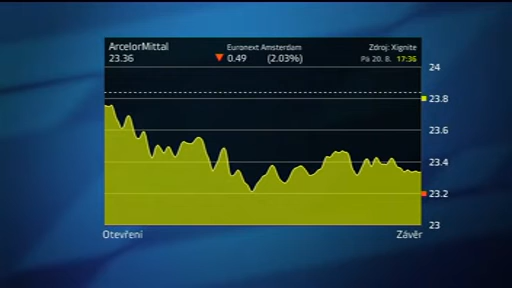 ArcelorMittal Euronext Amsterdam Zdroj: Xignite
23.36 0.49 (2.03%) Pá 20. 8. 17:36
24
23.8
23.6
23.4
23.2
23
Otevření Závěr